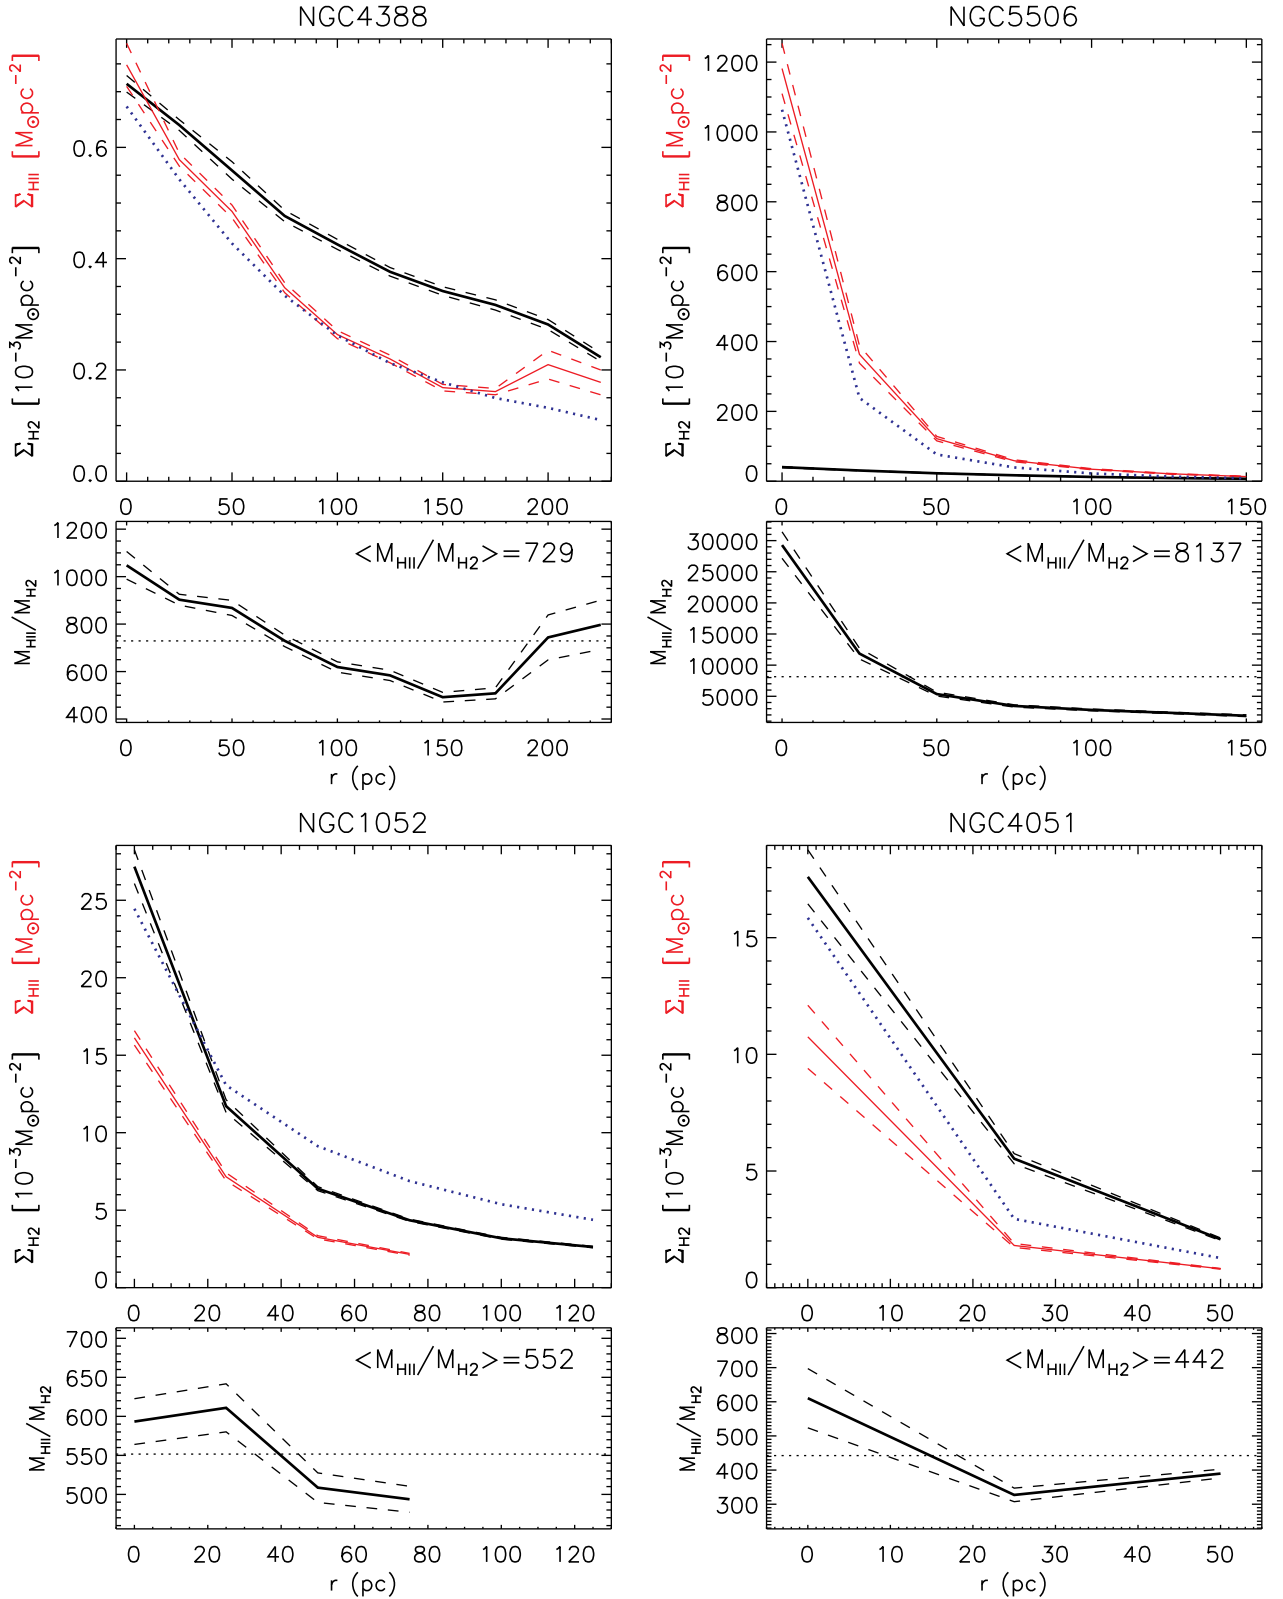 NGC4388
Σ_H2 [10⁻³M⊙pc⁻²] Σ_HII [M⊙pc⁻²]
0.6
0.4
0.2
0.0
0 50 100 150 200
M_HII/M_H2
1200
1000
800
600
400
<M_HII/M_H2>=729
0 50 100 150 200
r (pc)
NGC5506
Σ_H2 [10⁻³M⊙pc⁻²] Σ_HII [M⊙pc⁻²]
1200
1000
800
600
400
200
0
0 50 100 150
M_HII/M_H2
30000
25000
20000
15000
10000
5000
<M_HII/M_H2>=8137
0 50 100 150
r (pc)
NGC1052
Σ_H2 [10⁻³M⊙pc⁻²] Σ_HII [M⊙pc⁻²]
25
20
15
10
5
0
0 20 40 60 80 100 120
M_HII/M_H2
700
650
600
550
500
<M_HII/M_H2>=552
0 20 40 60 80 100 120
r (pc)
NGC4051
Σ_H2 [10⁻³M⊙pc⁻²] Σ_HII [M⊙pc⁻²]
15
10
5
0
0 10 20 30 40 50
M_HII/M_H2
800
700
600
500
400
300
<M_HII/M_H2>=442
0 10 20 30 40 50
r (pc)